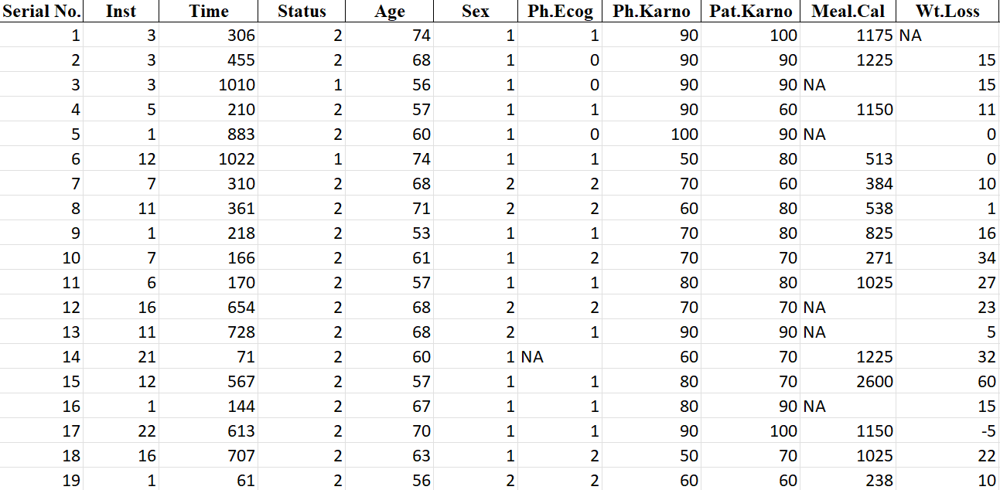 Serial No. Inst Time Status Age Sex Ph.Ecog Ph.Karno Pat.Karno Meal.Cal Wt.Loss
1 3 306 2 74 1 1 90 100 1175 NA
2 3 455 2 68 1 0 90 90 1225 15
3 3 1010 1 56 1 0 90 90 NA 15
4 5 210 2 57 1 1 90 60 1150 11
5 1 883 2 60 1 0 100 90 NA 0
6 12 1022 1 74 1 1 50 80 513 0
7 7 310 2 68 2 2 70 60 384 10
8 11 361 2 71 2 2 60 80 538 1
9 1 218 2 53 1 1 70 80 825 16
10 7 166 2 61 1 2 70 70 271 34
11 6 170 2 57 1 1 80 80 1025 27
12 16 654 2 68 2 2 70 70 NA 23
13 11 728 2 68 2 1 90 90 NA 5
14 21 71 2 60 1 NA 60 70 1225 32
15 12 567 2 57 1 1 80 70 2600 60
16 1 144 2 67 1 1 80 90 NA 15
17 22 613 2 70 1 1 90 100 1150 -5
18 16 707 2 63 1 2 50 70 1025 22
19 1 61 2 56 2 2 60 60 238 10